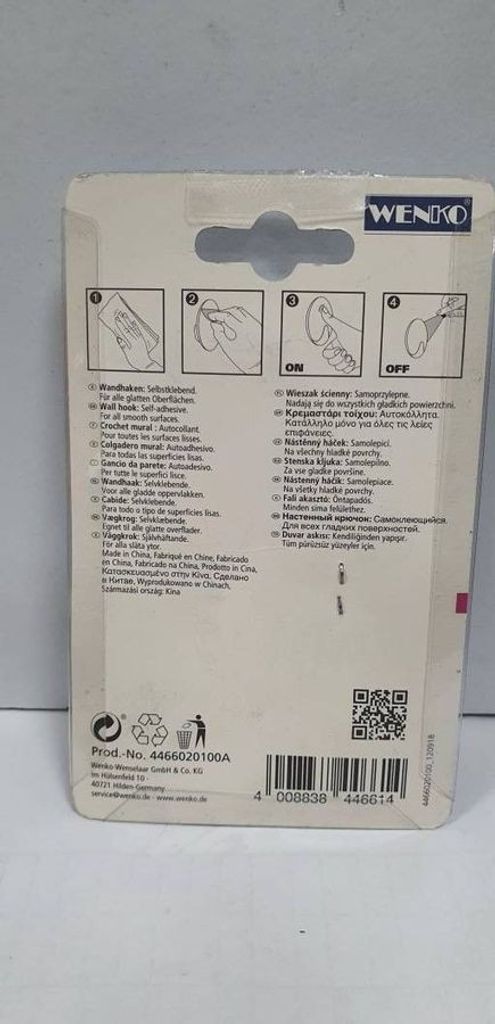 WENKO®
1
2
3
ON
4
OFF
Wandhaken: Selbstklebend.
Für alle glatten Oberflächen.
Wall hook: Self-adhesive.
For all smooth surfaces.
Crochet mural : Autocollant.
Pour toutes les surfaces lisses.
Colgadero mural: Autoadhesivo.
Para todas las superficies lisas.
Gancio da parete: Autoadesivo.
Per tutte le superfici lisce.
Wandhaak: Selvklebende.
Voor alle gladde oppervlakken.
Cabide: Selvklebende.
Para todo o tipo de superfícies lisas.
Vægkrog: Selvklæbende.
Egnet til alle glatte overflader.
Väggkrok: Självhäftande.
För alla släta ytor.
Made in China, Fabriqué en Chine, Fabricado
en China, Fabricado na China, Prodotto in Cina,
Κατασκευασμένο στην Κίνα, Сделано
в Китае, Wyprodukowano w Chinach,
Származási ország: Kína
Wieszak ścienny: Samoprzylepne.
Nadają się do wszystkich gładkich powierzchni.
Κρεμαστάρι τοίχου: Αυτοκόλλητα.
Κατάλληλο μόνο για όλες τις λείες
επιφάνειες.
Nástěnný háček: Samolepicí.
Na všechny hladké povrchy.
Stenska kljuka: Samolepilno.
Za vse gladke površine.
Nástenný háčik: Samolepiace.
Na všetky hladké povrchy.
Fali akasztó: Öntapadós.
Minden sima felülethez.
Настенный крючок: Самоклеющийся.
Для всех гладких поверхностей.
Duvar askısı: Kendiliğinden yapışır.
Tüm pürüzsüz yüzeyler için.
Prod.-No. 4466020100A
Wenko-Wenselaar GmbH & Co. KG
Im Hülsenfeld 10 -
40721 Hilden-Germany
service@wenko.de - www.wenko.de
4 008838 446614
4466020100_120918